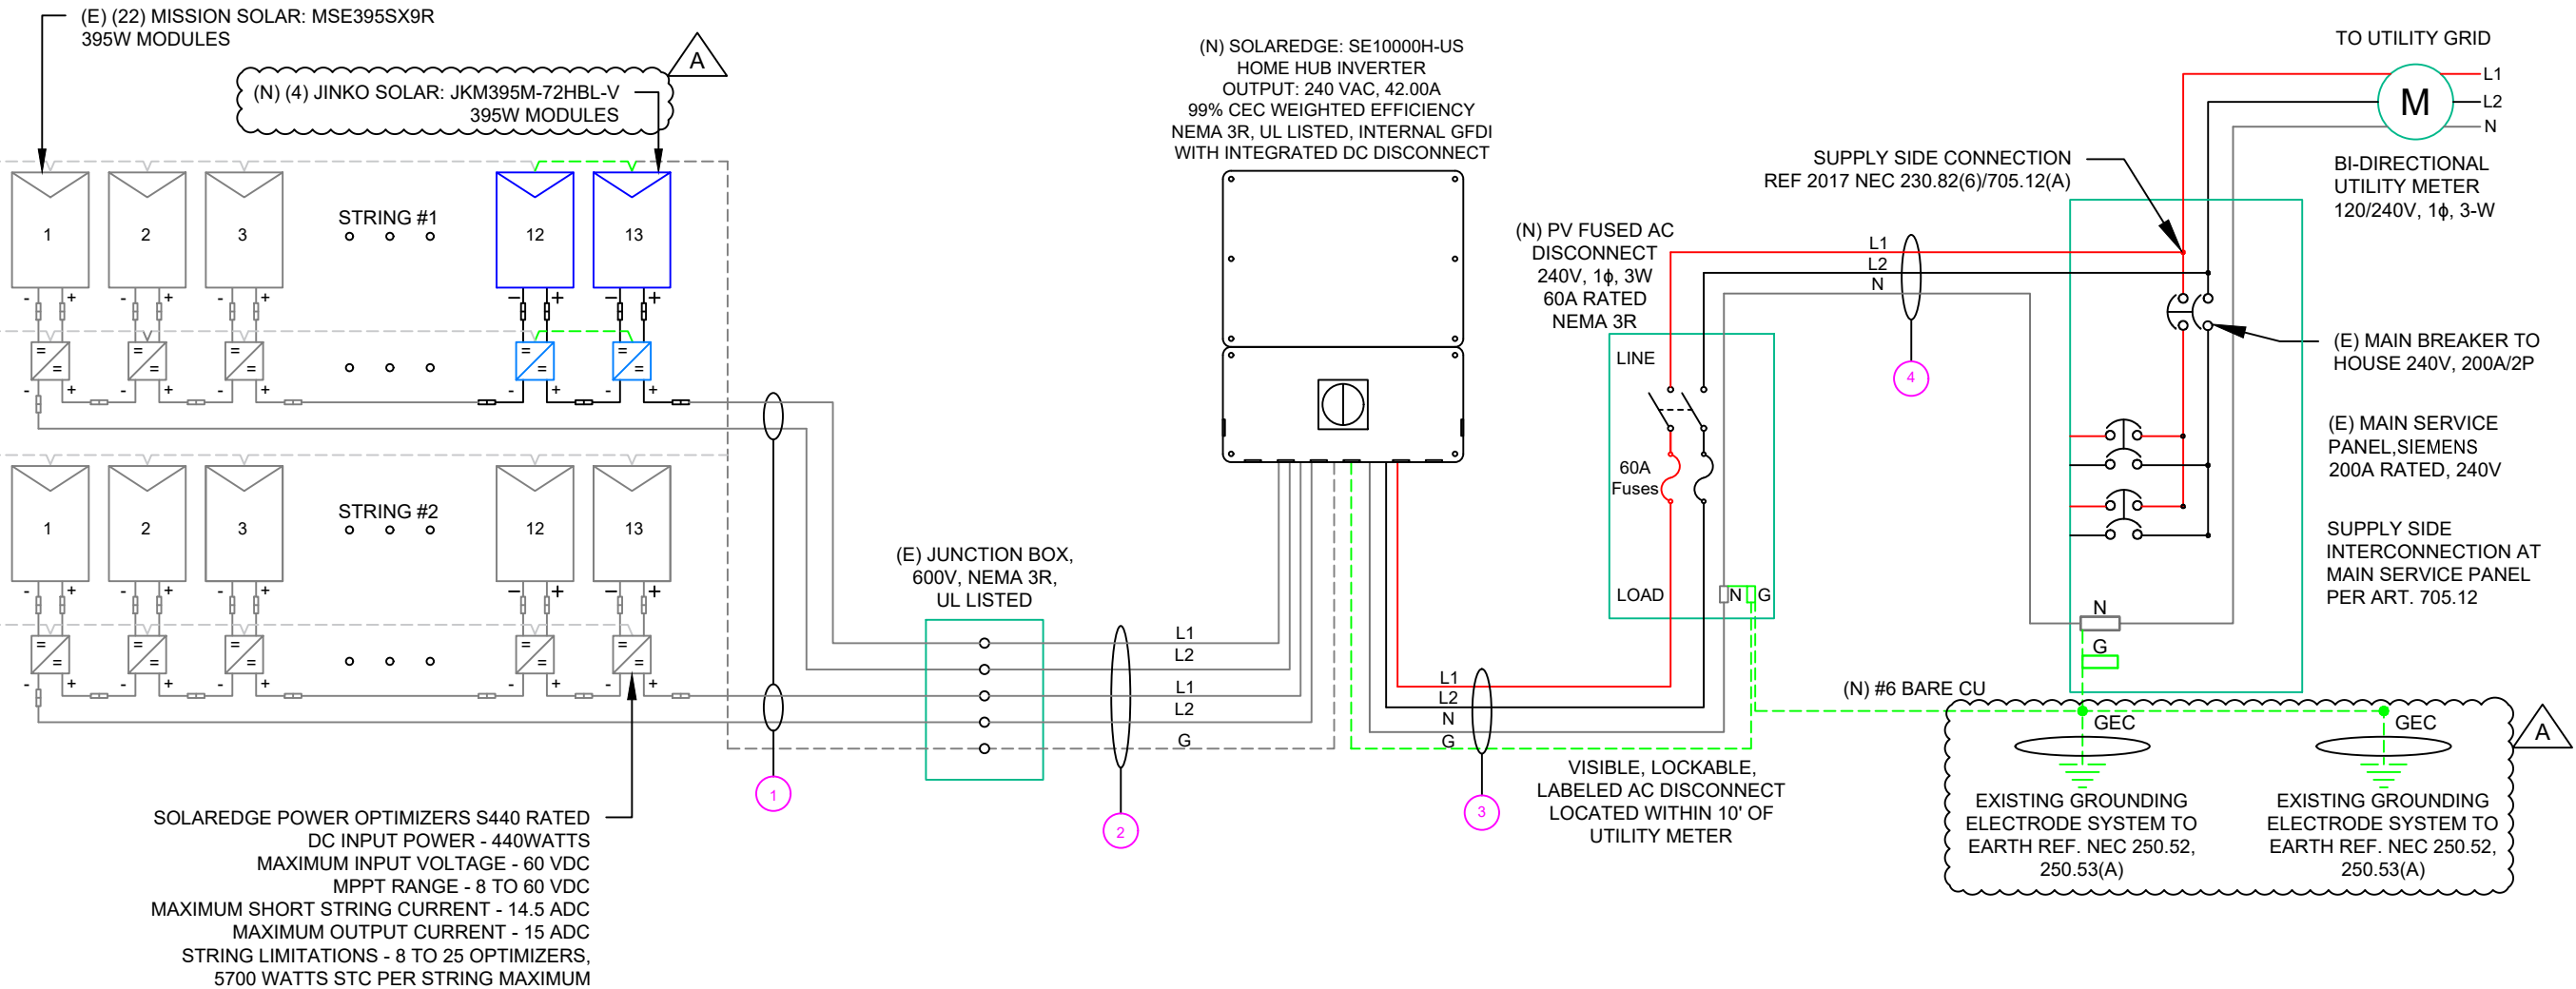 (E) (22) MISSION SOLAR: MSE395SX9R
395W MODULES
A
(N) (4) JINKO SOLAR: JKM395M-72HBL-V
395W MODULES
1
2
3
STRING #1
12
13
- +
- +
- +
- +
- +
= =
= =
= =
= =
= =
- +
- +
- +
- +
- +
1
2
3
STRING #2
12
13
- +
- +
- +
- +
- +
= =
= =
= =
= =
= =
- +
- +
- +
- +
- +
SOLAREDGE POWER OPTIMIZERS S440 RATED
DC INPUT POWER - 440WATTS
MAXIMUM INPUT VOLTAGE - 60 VDC
MPPT RANGE - 8 TO 60 VDC
MAXIMUM SHORT STRING CURRENT - 14.5 ADC
MAXIMUM OUTPUT CURRENT - 15 ADC
STRING LIMITATIONS - 8 TO 25 OPTIMIZERS,
5700 WATTS STC PER STRING MAXIMUM
1
(E) JUNCTION BOX,
600V, NEMA 3R,
UL LISTED
L1
L2
L1
L2
G
2
(N) SOLAREDGE: SE10000H-US
HOME HUB INVERTER
OUTPUT: 240 VAC, 42.00A
99% CEC WEIGHTED EFFICIENCY
NEMA 3R, UL LISTED, INTERNAL GFDI
WITH INTEGRATED DC DISCONNECT
L1
L2
N
G
3
(N) PV FUSED AC
DISCONNECT
240V, 1ϕ, 3W
60A RATED
NEMA 3R
LINE
60A
Fuses
LOAD
N
G
VISIBLE, LOCKABLE,
LABELED AC DISCONNECT
LOCATED WITHIN 10' OF
UTILITY METER
L1
L2
N
4
SUPPLY SIDE CONNECTION
REF 2017 NEC 230.82(6)/705.12(A)
TO UTILITY GRID
M
L1
L2
N
BI-DIRECTIONAL
UTILITY METER
120/240V, 1ϕ, 3-W
(E) MAIN BREAKER TO
HOUSE 240V, 200A/2P
(E) MAIN SERVICE
PANEL,SIEMENS
200A RATED, 240V
SUPPLY SIDE
INTERCONNECTION AT
MAIN SERVICE PANEL
PER ART. 705.12
N
G
(N) #6 BARE CU
GEC
EXISTING GROUNDING
ELECTRODE SYSTEM TO
EARTH REF. NEC 250.52,
250.53(A)
GEC
EXISTING GROUNDING
ELECTRODE SYSTEM TO
EARTH REF. NEC 250.52,
250.53(A)
A